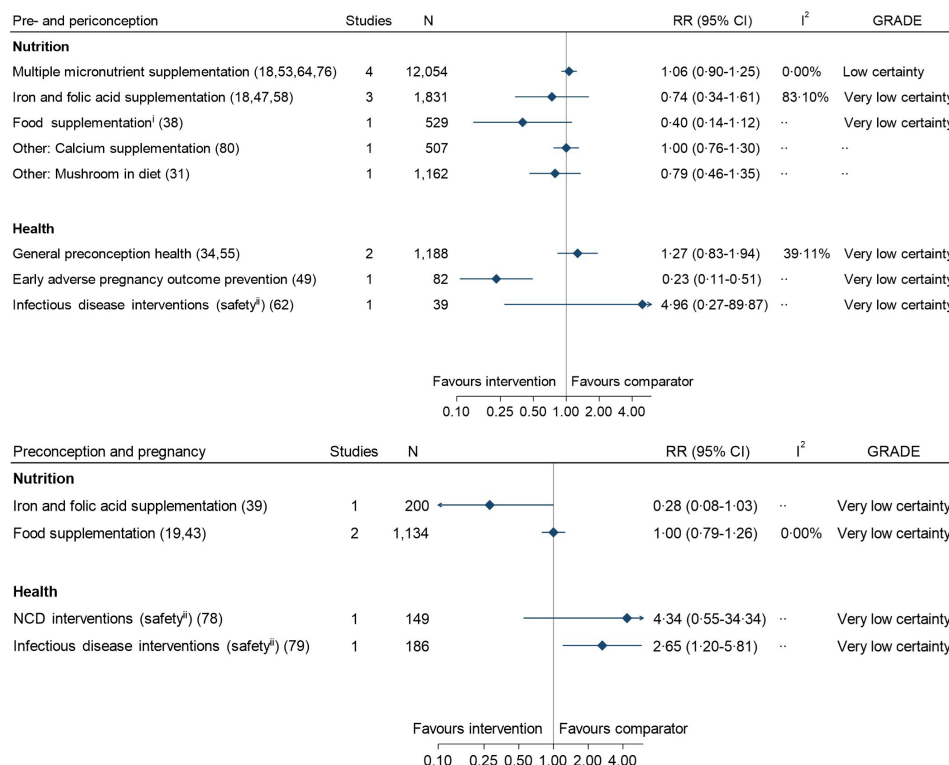 Pre- and periconception Studies N RR (95% CI) I² GRADE
Nutrition
Multiple micronutrient supplementation (18,53,64,76) 4 12,054 1·06 (0·90-1·25) 0·00% Low certainty
Iron and folic acid supplementation (18,47,58) 3 1,831 0·74 (0·34-1·61) 83·10% Very low certainty
Food supplementationⁱ (38) 1 529 0·40 (0·14-1·12) ·· Very low certainty
Other: Calcium supplementation (80) 1 507 1·00 (0·76-1·30) ·· ··
Other: Mushroom in diet (31) 1 1,162 0·79 (0·46-1·35) ·· ··
Health
General preconception health (34,55) 2 1,188 1·27 (0·83-1·94) 39·11% Very low certainty
Early adverse pregnancy outcome prevention (49) 1 82 0·23 (0·11-0·51) ·· Very low certainty
Infectious disease interventions (safetyⁱⁱ) (62) 1 39 4·96 (0·27-89·87) ·· Very low certainty
Favours intervention Favours comparator
0.10 0.25 0.50 1.00 2.00 4.00
Preconception and pregnancy Studies N RR (95% CI) I² GRADE
Nutrition
Iron and folic acid supplementation (39) 1 200 0·28 (0·08-1·03) ·· Very low certainty
Food supplementation (19,43) 2 1,134 1·00 (0·79-1·26) 0·00% Very low certainty
Health
NCD interventions (safetyⁱⁱ) (78) 1 149 4·34 (0·55-34·34) ·· Very low certainty
Infectious disease interventions (safetyⁱⁱ) (79) 1 186 2·65 (1·20-5·81) ·· Very low certainty
Favours intervention Favours comparator
0.10 0.25 0.50 1.00 2.00 4.00